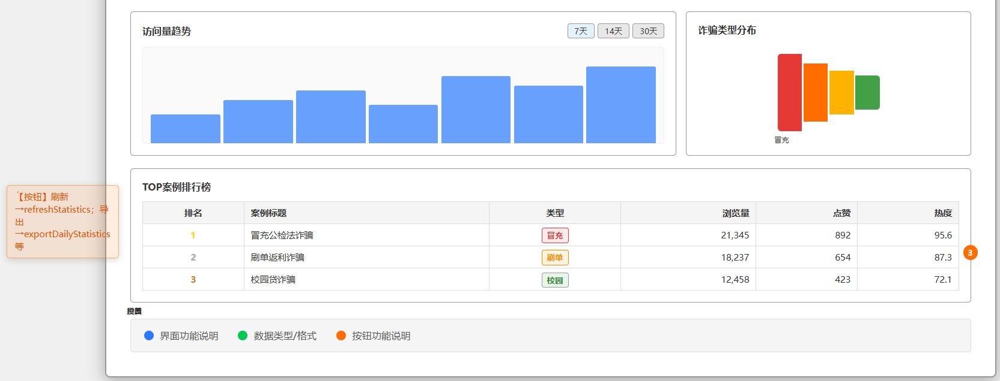 访问量趋势
7天
14天
30天
诈骗类型分布
冒充
【按钮】刷新
→refreshStatistics；导
出
→exportDailyStatistics
等
TOP案例排行榜
排名 案例标题 类型 浏览量 点赞 热度
1 冒充公检法诈骗 冒充 21,345 892 95.6
2 刷单返利诈骗 刷单 18,237 654 87.3
3 校园贷诈骗 校园 12,458 423 72.1
3
界面功能说明
数据类型/格式
按钮功能说明